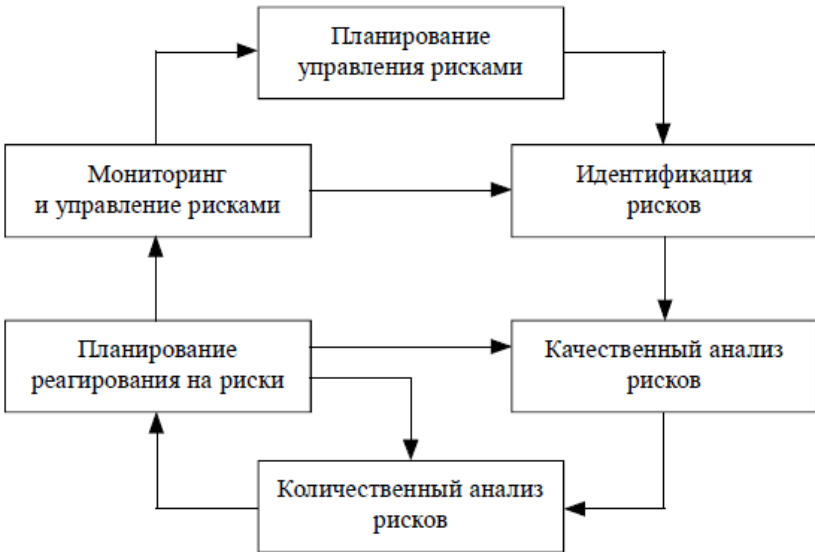 Планирование
управления рисками
Мониторинг
и управление рисками
Идентификация
рисков
Планирование
реагирования на риски
Качественный анализ
рисков
Количественный анализ
рисков